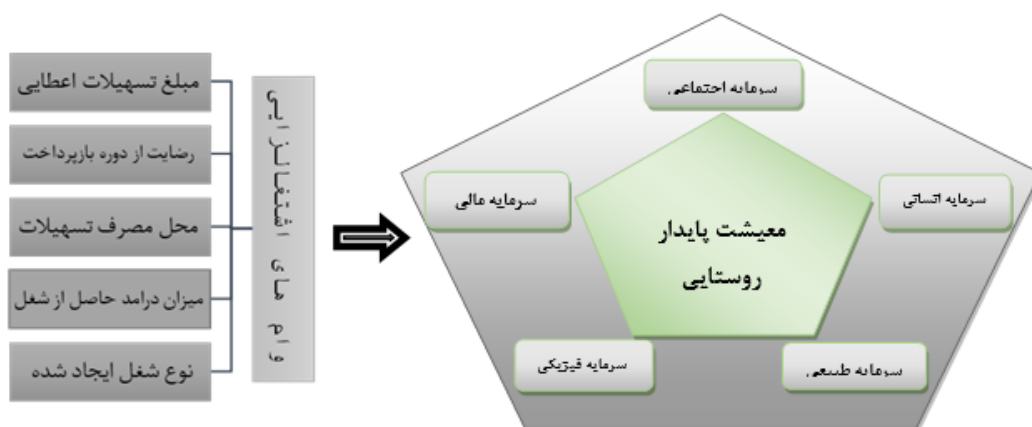 مبلغ تسهیلات اعطایی
رضایت از دوره بازپرداخت
محل مصرف تسهیلات
میزان درامد حاصل از شغل
نوع شغل ایجاد شده
وام های اشتغالزایی
سرمایه اجتماعی
سرمایه مالی
سرمایه انسانی
معیشت پایدار
روستایی
سرمایه فیزیکی
سرمایه طبیعی